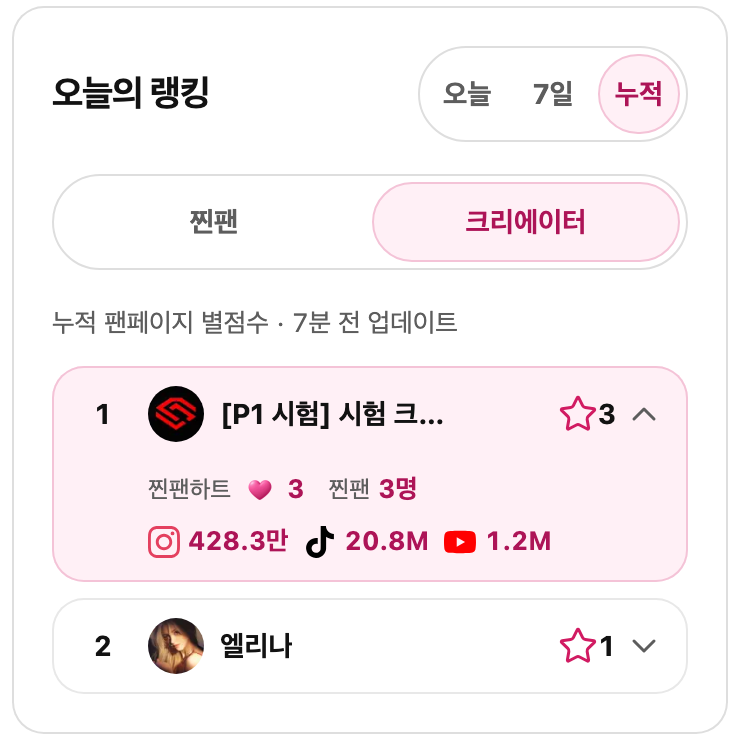 오늘의 랭킹
오늘 7일 누적
찐팬 크리에이터
누적 팬페이지 별점수 · 7분 전 업데이트
1 [P1 시험] 시험 크... 3
찐팬하트 3 찐팬 3명
428.3만 20.8M 1.2M
2 엘리나 1